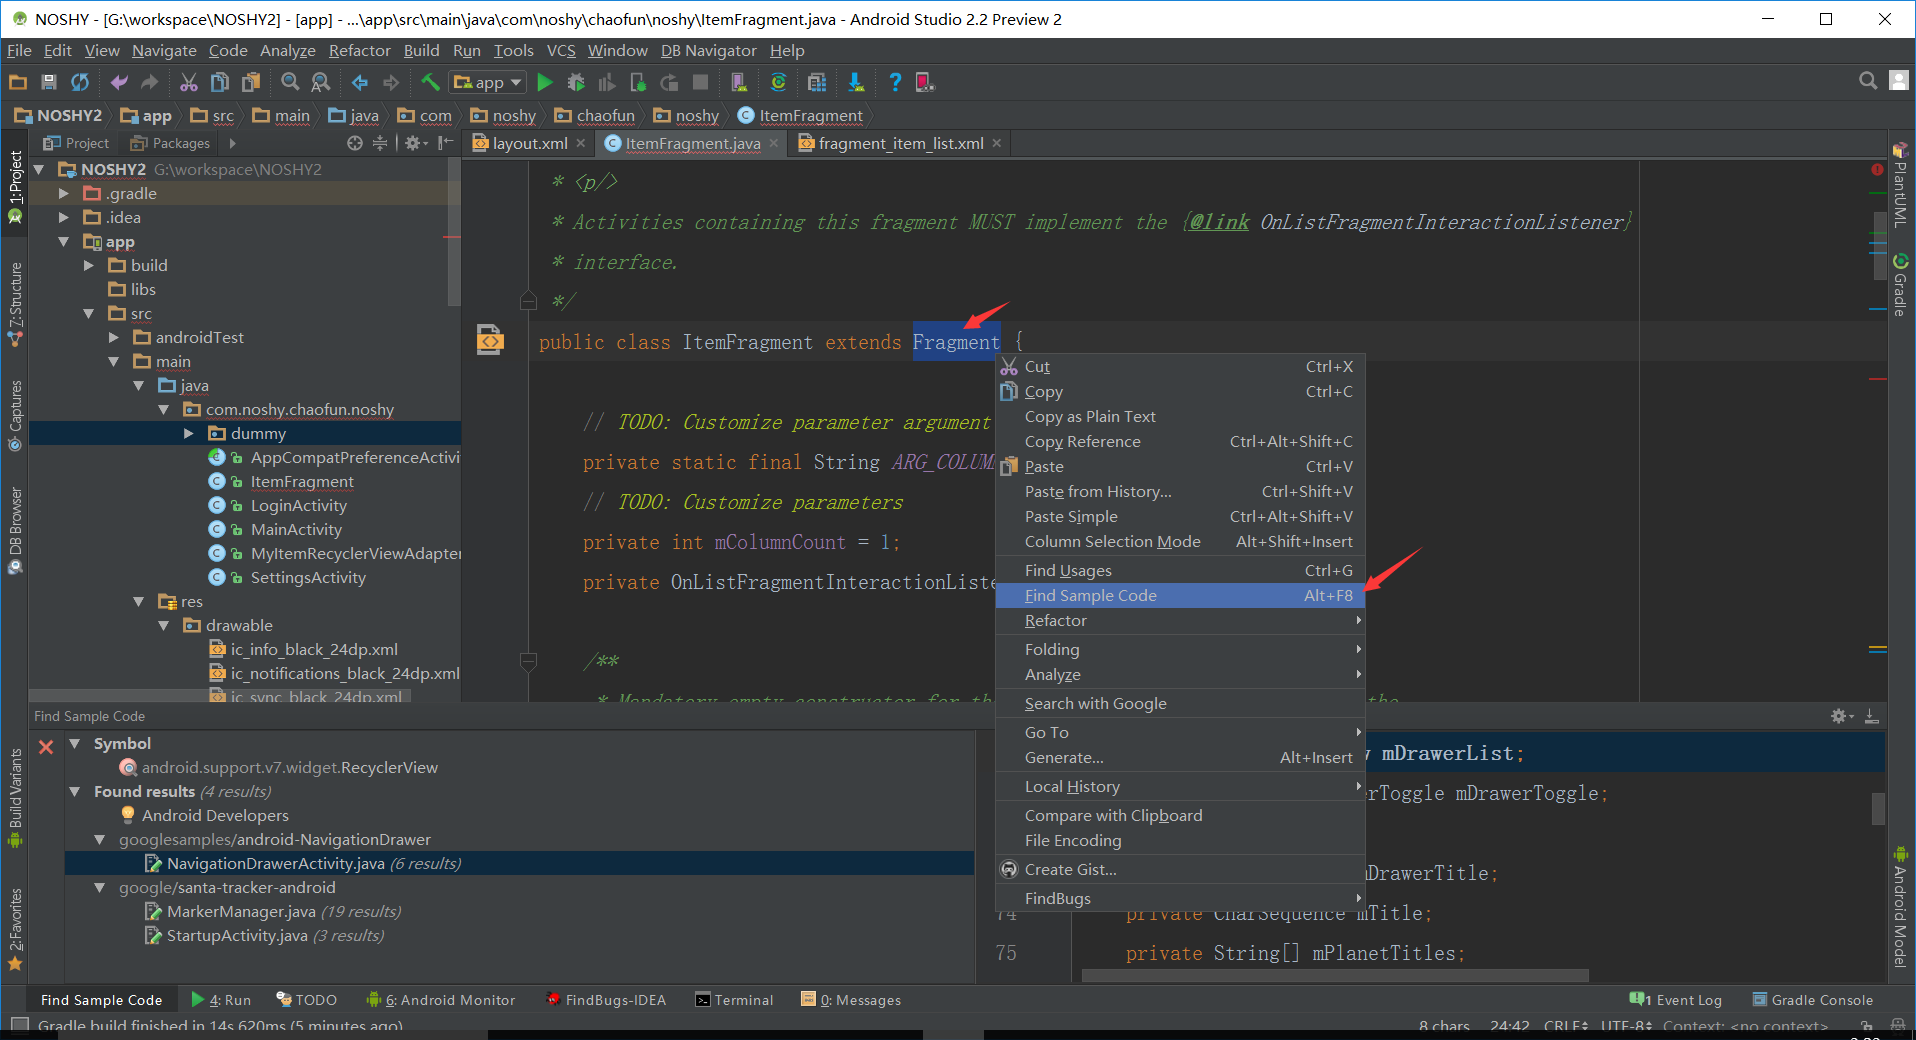 NOSHY - [G:\workspace\NOSHY2] - [app] - ...\app\src\main\java\com\noshy\chaofun\noshy\ItemFragment.java - Android Studio 2.2 Preview 2
File Edit View Navigate Code Analyze Refactor Build Run Tools VCS Window DB Navigator Help
app
NOSHY2 app src main java com noshy chaofun noshy ItemFragment
Project Packages
layout.xml ItemFragment.java fragment_item_list.xml
1: Project
Z: Structure
Captures
DB Browser
Build Variants
2: Favorites
NOSHY2 G:\workspace\NOSHY2
.gradle
.idea
app
build
libs
src
androidTest
main
java
com.noshy.chaofun.noshy
dummy
AppCompatPreferenceActivi
ItemFragment
LoginActivity
MainActivity
MyItemRecyclerViewAdapter
SettingsActivity
res
drawable
ic_info_black_24dp.xml
ic_notifications_black_24dp.xml
ic_sync_black_24dp.xml
* <p/>
* Activities containing this fragment MUST implement the {@link OnListFragmentInteractionListener}
* interface.
*/
public class ItemFragment extends Fragment {
// TODO: Customize parameter argument
private static final String ARG_COLUM
// TODO: Customize parameters
private int mColumnCount = 1;
private OnListFragmentInteractionListe
/**
* Mandatory empty constructor for th the
Cut Ctrl+X
Copy Ctrl+C
Copy as Plain Text
Copy Reference Ctrl+Alt+Shift+C
Paste Ctrl+V
Paste from History... Ctrl+Shift+V
Paste Simple Ctrl+Alt+Shift+V
Column Selection Mode Alt+Shift+Insert
Find Usages Ctrl+G
Find Sample Code Alt+F8
Refactor
Folding
Analyze
Search with Google
Go To
Generate... Alt+Insert
Local History
Compare with Clipboard
File Encoding
Create Gist...
FindBugs
PlantUML
Gradle
Android Model
Find Sample Code
Symbol
android.support.v7.widget.RecyclerView
Found results (4 results)
Android Developers
googlesamples/android-NavigationDrawer
NavigationDrawerActivity.java (6 results)
google/santa-tracker-android
MarkerManager.java (19 results)
StartupActivity.java (3 results)
mDrawerList;
erToggle mDrawerToggle;
mDrawerTitle;
74 private CharSequence mTitle;
75 private String[] mPlanetTitles;
Find Sample Code 4: Run TODO 6: Android Monitor FindBugs-IDEA Terminal 0: Messages 1 Event Log Gradle Console
Gradle build finished in 14s 620ms (5 minutes ago) 8 chars 24:42 CRLF UTF-8 Context: <no context>